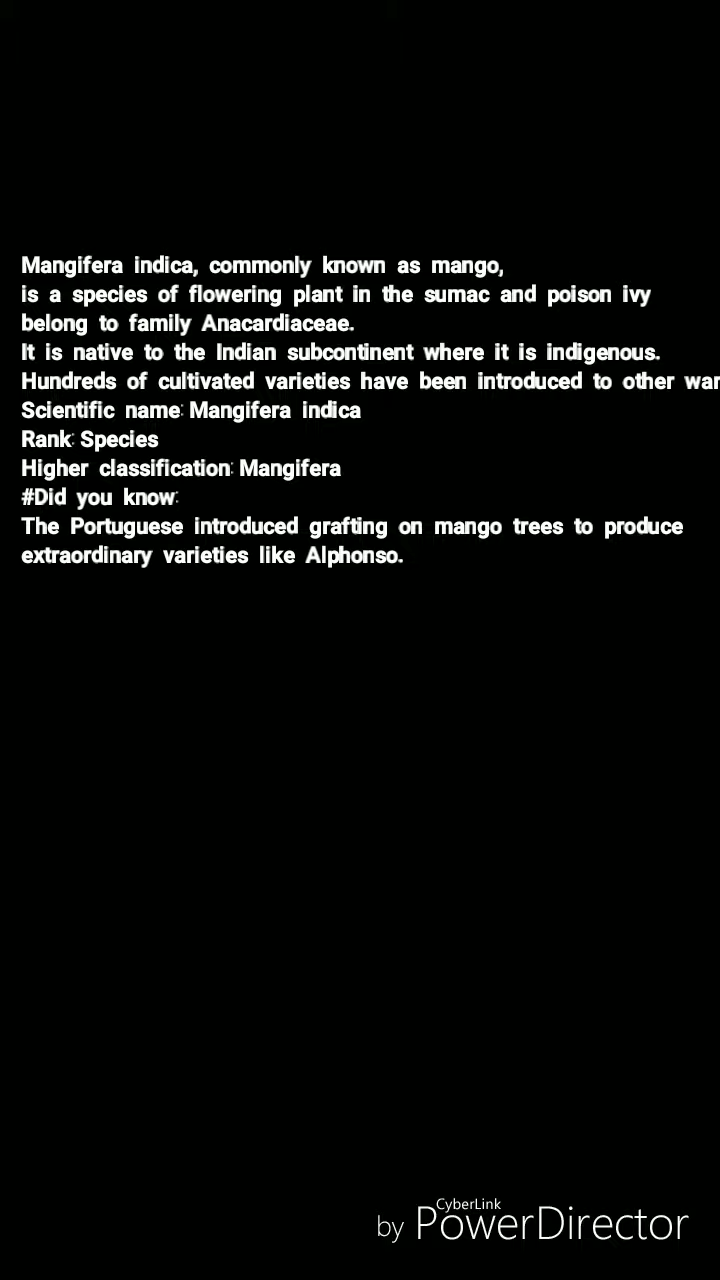 Mangifera indica, commonly known as mango,
is a species of flowering plant in the sumac and poison ivy
belong to family Anacardiaceae.
It is native to the Indian subcontinent where it is indigenous.
Hundreds of cultivated varieties have been introduced to other
Scientific name: Mangifera indica
Rank: Species
Higher classification: Mangifera
#Did you know:
The Portuguese introduced grafting on mango trees to produce
extraordinary varieties like Alphonso.
CyberLink
by PowerDirector